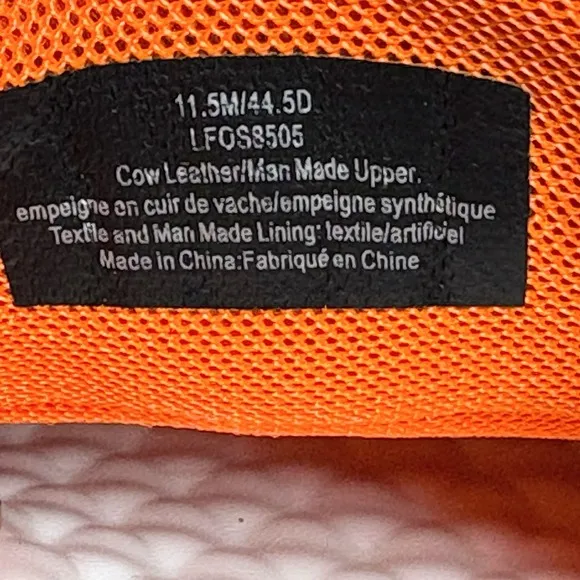 11.5M/44.5D
LFOS8505
Cow Leather/Man Made Upper.
empeigne en cuir de vache/empeigne synthétique
Textile and Man Made Lining: textile/artificiel
Made in China:Fabriqué en Chine